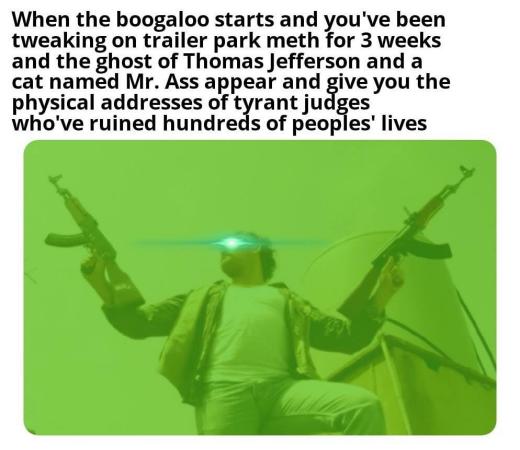 When the boogaloo starts and you've been
tweaking on trailer park meth for 3 weeks
and the ghost of Thomas Jefferson and a
cat named Mr. Ass appear and give you the
physical addresses of tyrant judges
who've ruined hundreds of peoples' lives